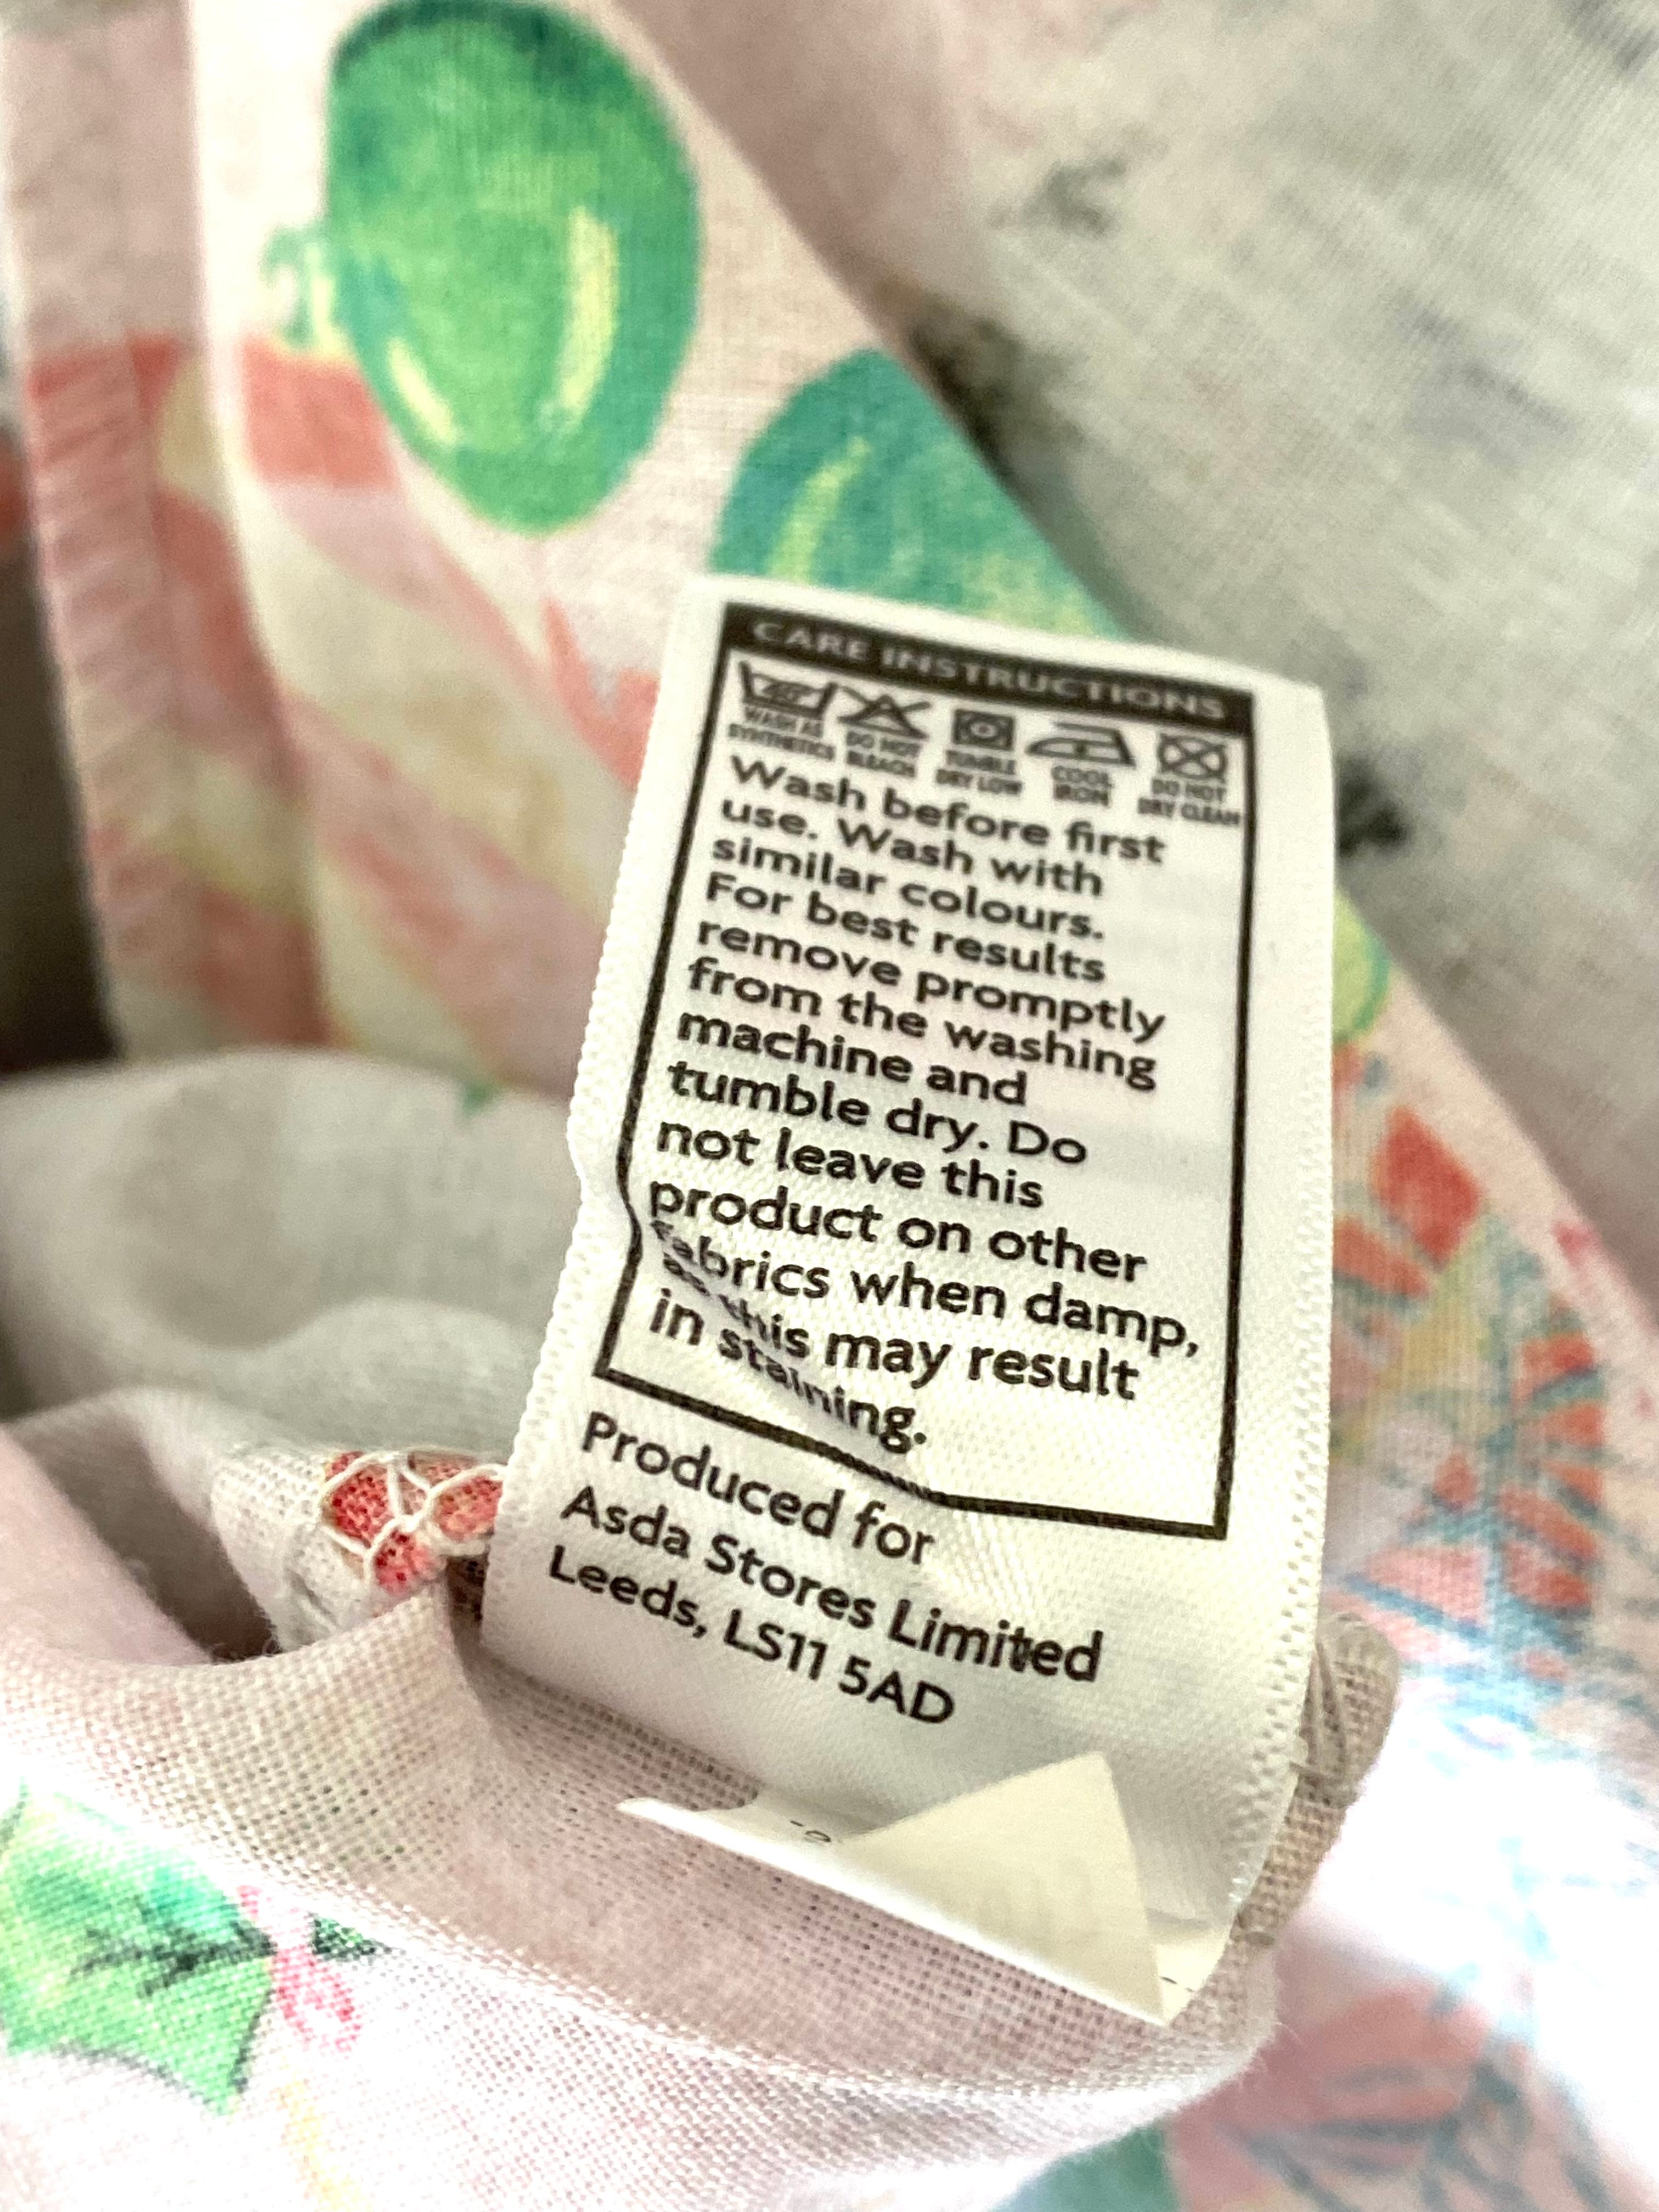 CARE INSTRUCTIONS
WASH AS SYNTHETICS
DO NOT BLEACH
TUMBLE DRY LOW
COOL IRON
DO NOT DRY CLEAN
Wash before first
use. Wash with
similar colours.
For best results
remove promptly
from the washing
machine and
tumble dry. Do
not leave this
product on other
fabrics when damp,
as this may result
in staining.
Produced for
Asda Stores Limited
Leeds, LS11 5AD